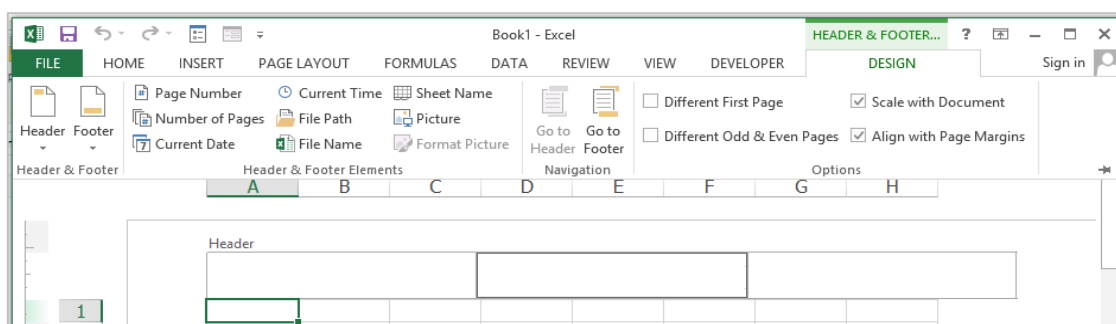 Book1 - Excel HEADER & FOOTER... ?
FILE HOME INSERT PAGE LAYOUT FORMULAS DATA REVIEW VIEW DEVELOPER DESIGN Sign in
Header Footer
Page Number Current Time Sheet Name
Number of Pages File Path Picture
Current Date File Name Format Picture
Go to Header Go to Footer
Different First Page Scale with Document
Different Odd & Even Pages Align with Page Margins
Header & Footer Header & Footer Elements Navigation Options
A B C D E F G H
Header
1